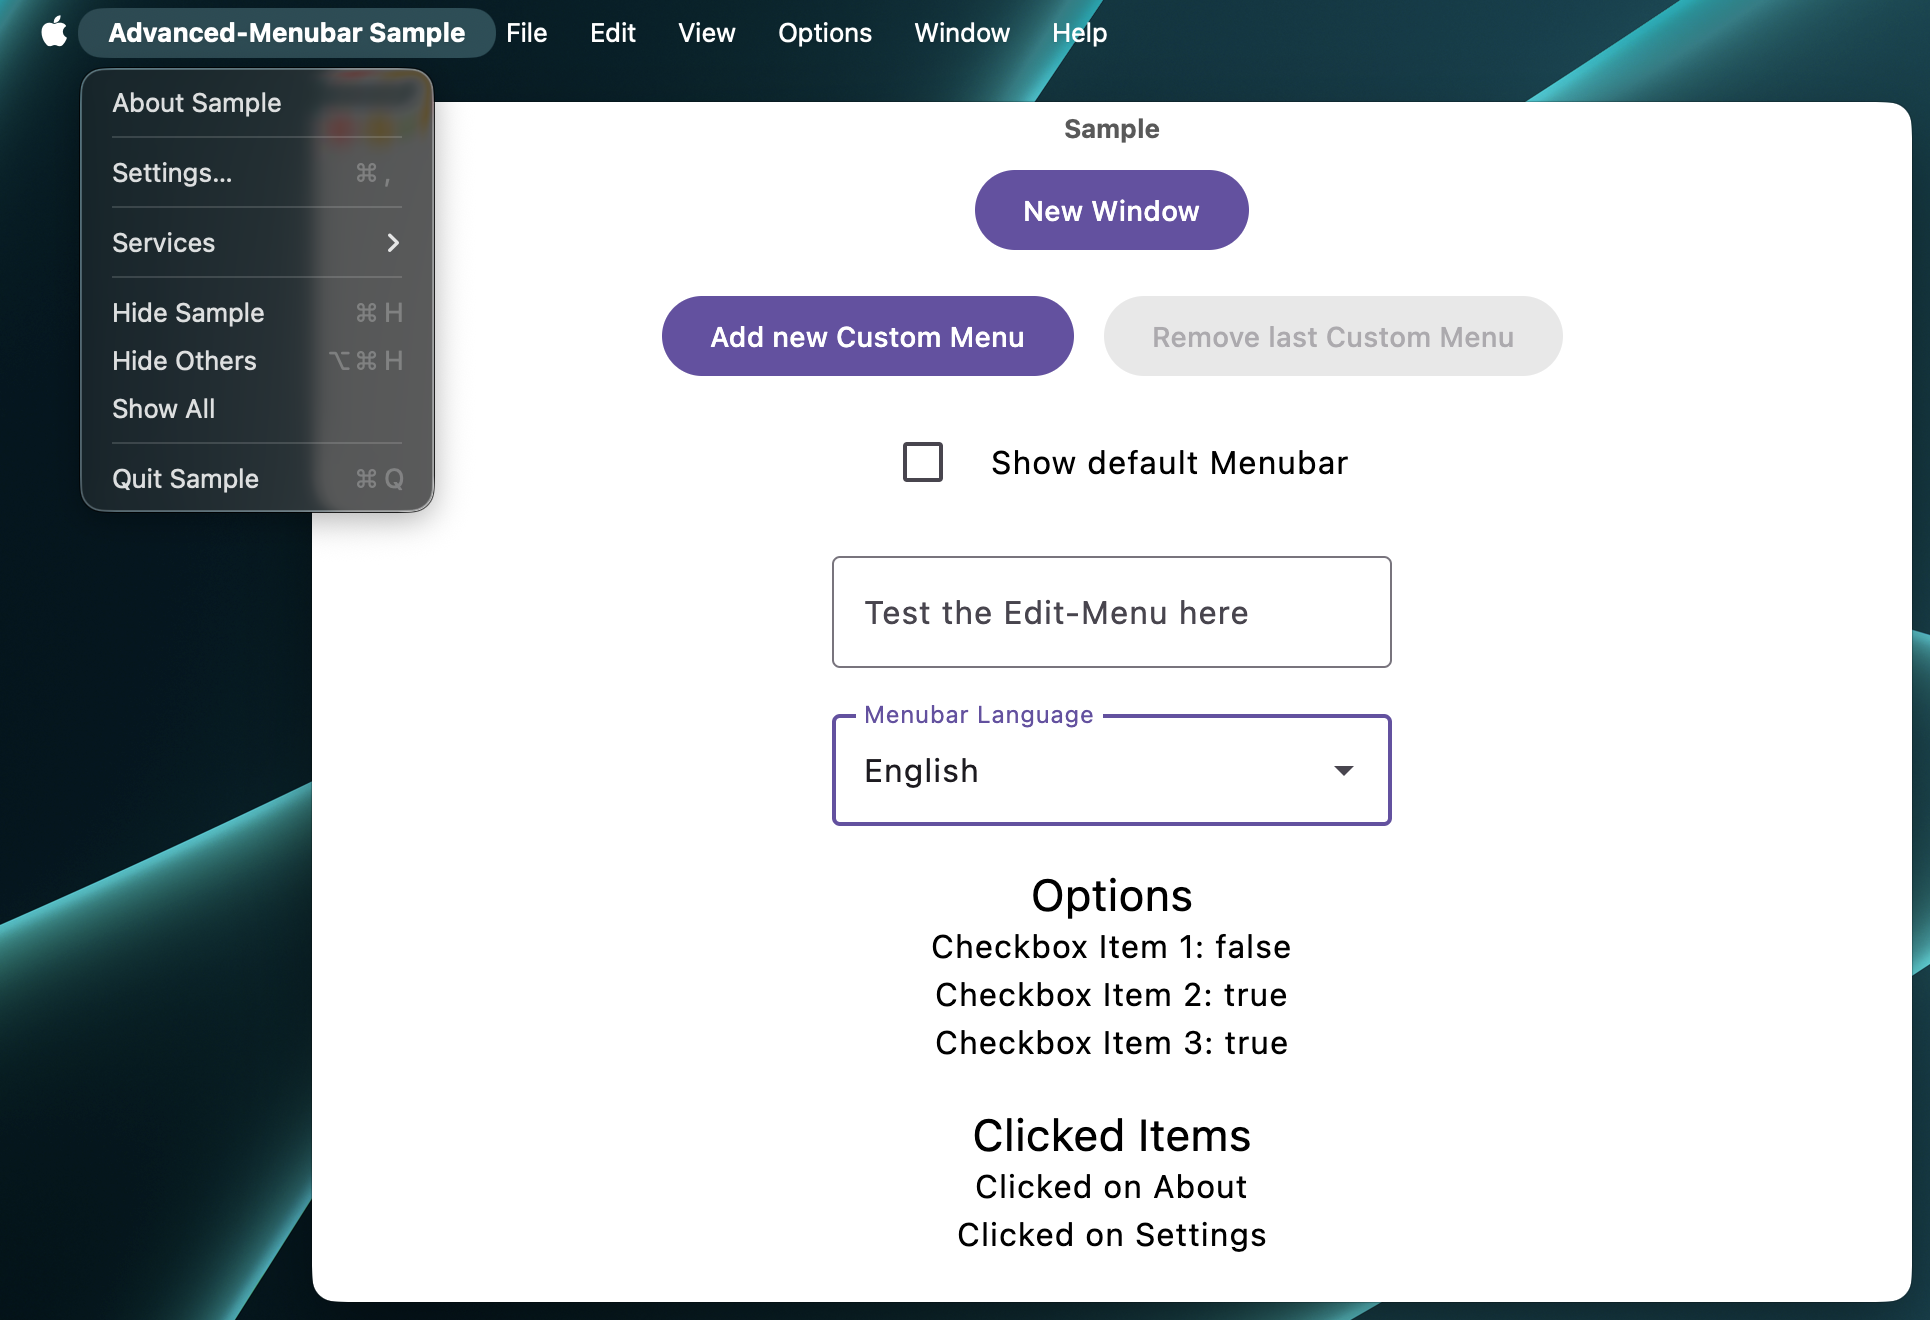 Advanced-Menubar Sample File Edit View Options Window Help
About Sample
Settings... ⌘ ,
Services
Hide Sample ⌘ H
Hide Others ⌥ ⌘ H
Show All
Quit Sample ⌘ Q
Sample
New Window
Add new Custom Menu Remove last Custom Menu
Show default Menubar
Test the Edit-Menu here
Menubar Language
English
Options
Checkbox Item 1: false
Checkbox Item 2: true
Checkbox Item 3: true
Clicked Items
Clicked on About
Clicked on Settings